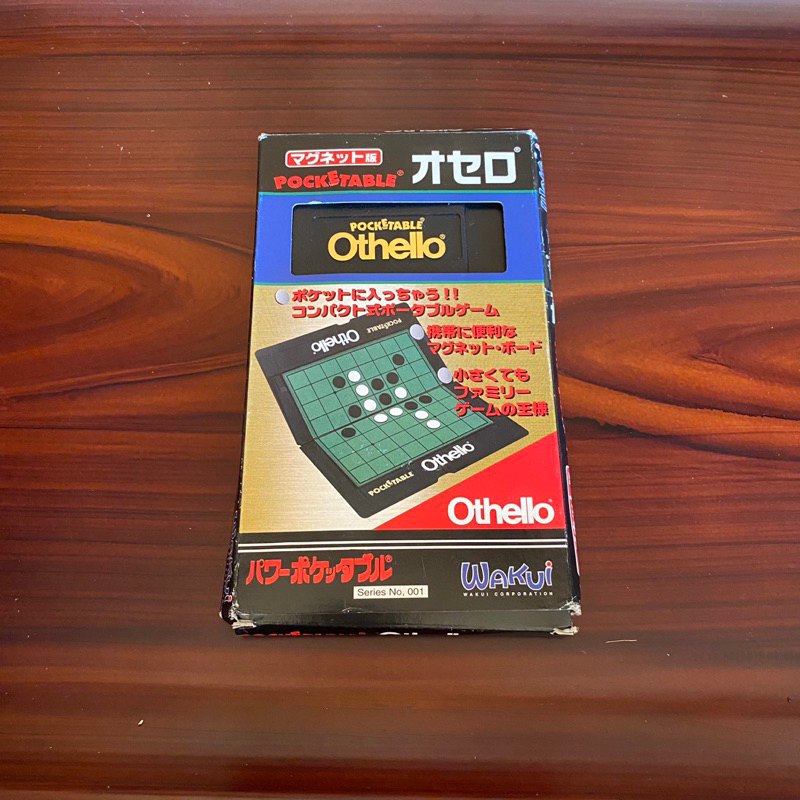 マグネット版
POCKETABLE® オセロ®
POCKETABLE®
Othello®
ポケットに入っちゃう!!
コンパクト式ポータブルゲーム
携帯に便利な
マグネット・ボード
小さくても
ファミリー
ゲームの王様
POCKETABLE
Othello®
POCKETABLE Othello®
Othello®
パワーポケッタブル®
Series No, 001
WAKUI
WAKUI CORPORATION